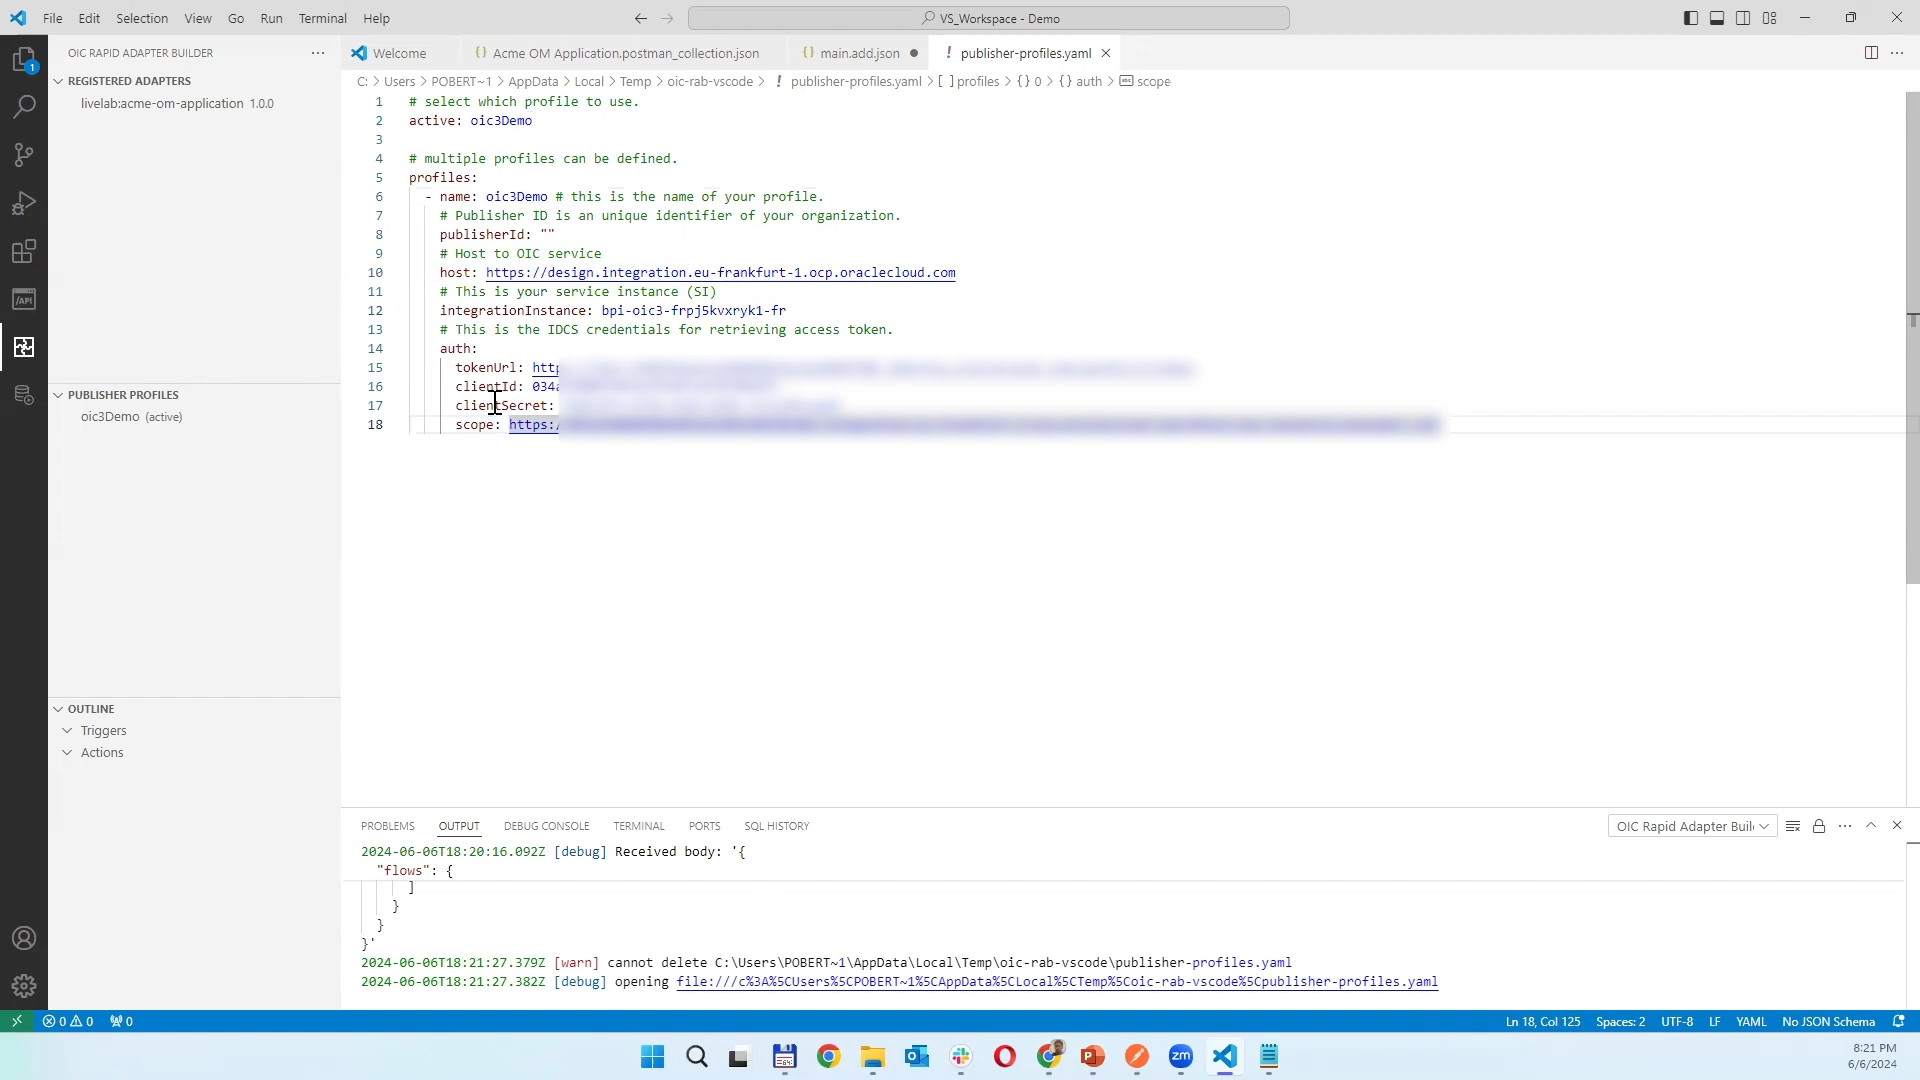 File Edit Selection View Go Run Terminal Help
VS_Workspace - Demo
OIC RAPID ADAPTER BUILDER
Welcome
Acme OM Application.postman_collection.json
main.add.json
publisher-profiles.yaml
C: > Users > POBERT~1 > AppData > Local > Temp > oic-rab-vscode > ! publisher-profiles.yaml > [ ] profiles > {} 0 > {} auth > scope
REGISTERED ADAPTERS
livelab:acme-om-application 1.0.0
PUBLISHER PROFILES
oic3Demo (active)
OUTLINE
Triggers
Actions
1 # select which profile to use.
2 active: oic3Demo
3
4 # multiple profiles can be defined.
5 profiles:
6 - name: oic3Demo # this is the name of your profile.
7 # Publisher ID is an unique identifier of your organization.
8 publisherId: ""
9 # Host to OIC service
10 host: https://design.integration.eu-frankfurt-1.ocp.oraclecloud.com
11 # This is your service instance (SI)
12 integrationInstance: bpi-oic3-frpj5kvxryk1-fr
13 # This is the IDCS credentials for retrieving access token.
14 auth:
15 tokenUrl: http
16 clientId: 034a
17 clientSecret:
18 scope: https:/
PROBLEMS OUTPUT DEBUG CONSOLE TERMINAL PORTS SQL HISTORY
OIC Rapid Adapter Buil
2024-06-06T18:20:16.092Z [debug] Received body: '{
"flows": {
]
}
}
}'
2024-06-06T18:21:27.379Z [warn] cannot delete C:\Users\POBERT~1\AppData\Local\Temp\oic-rab-vscode\publisher-profiles.yaml
2024-06-06T18:21:27.382Z [debug] opening file:///c%3A%5CUsers%5CPOBERT~1%5CAppData%5CLocal%5CTemp%5Coic-rab-vscode%5Cpublisher-profiles.yaml
0 0 0
Ln 18, Col 125 Spaces: 2 UTF-8 LF YAML No JSON Schema
8:21 PM
6/6/2024